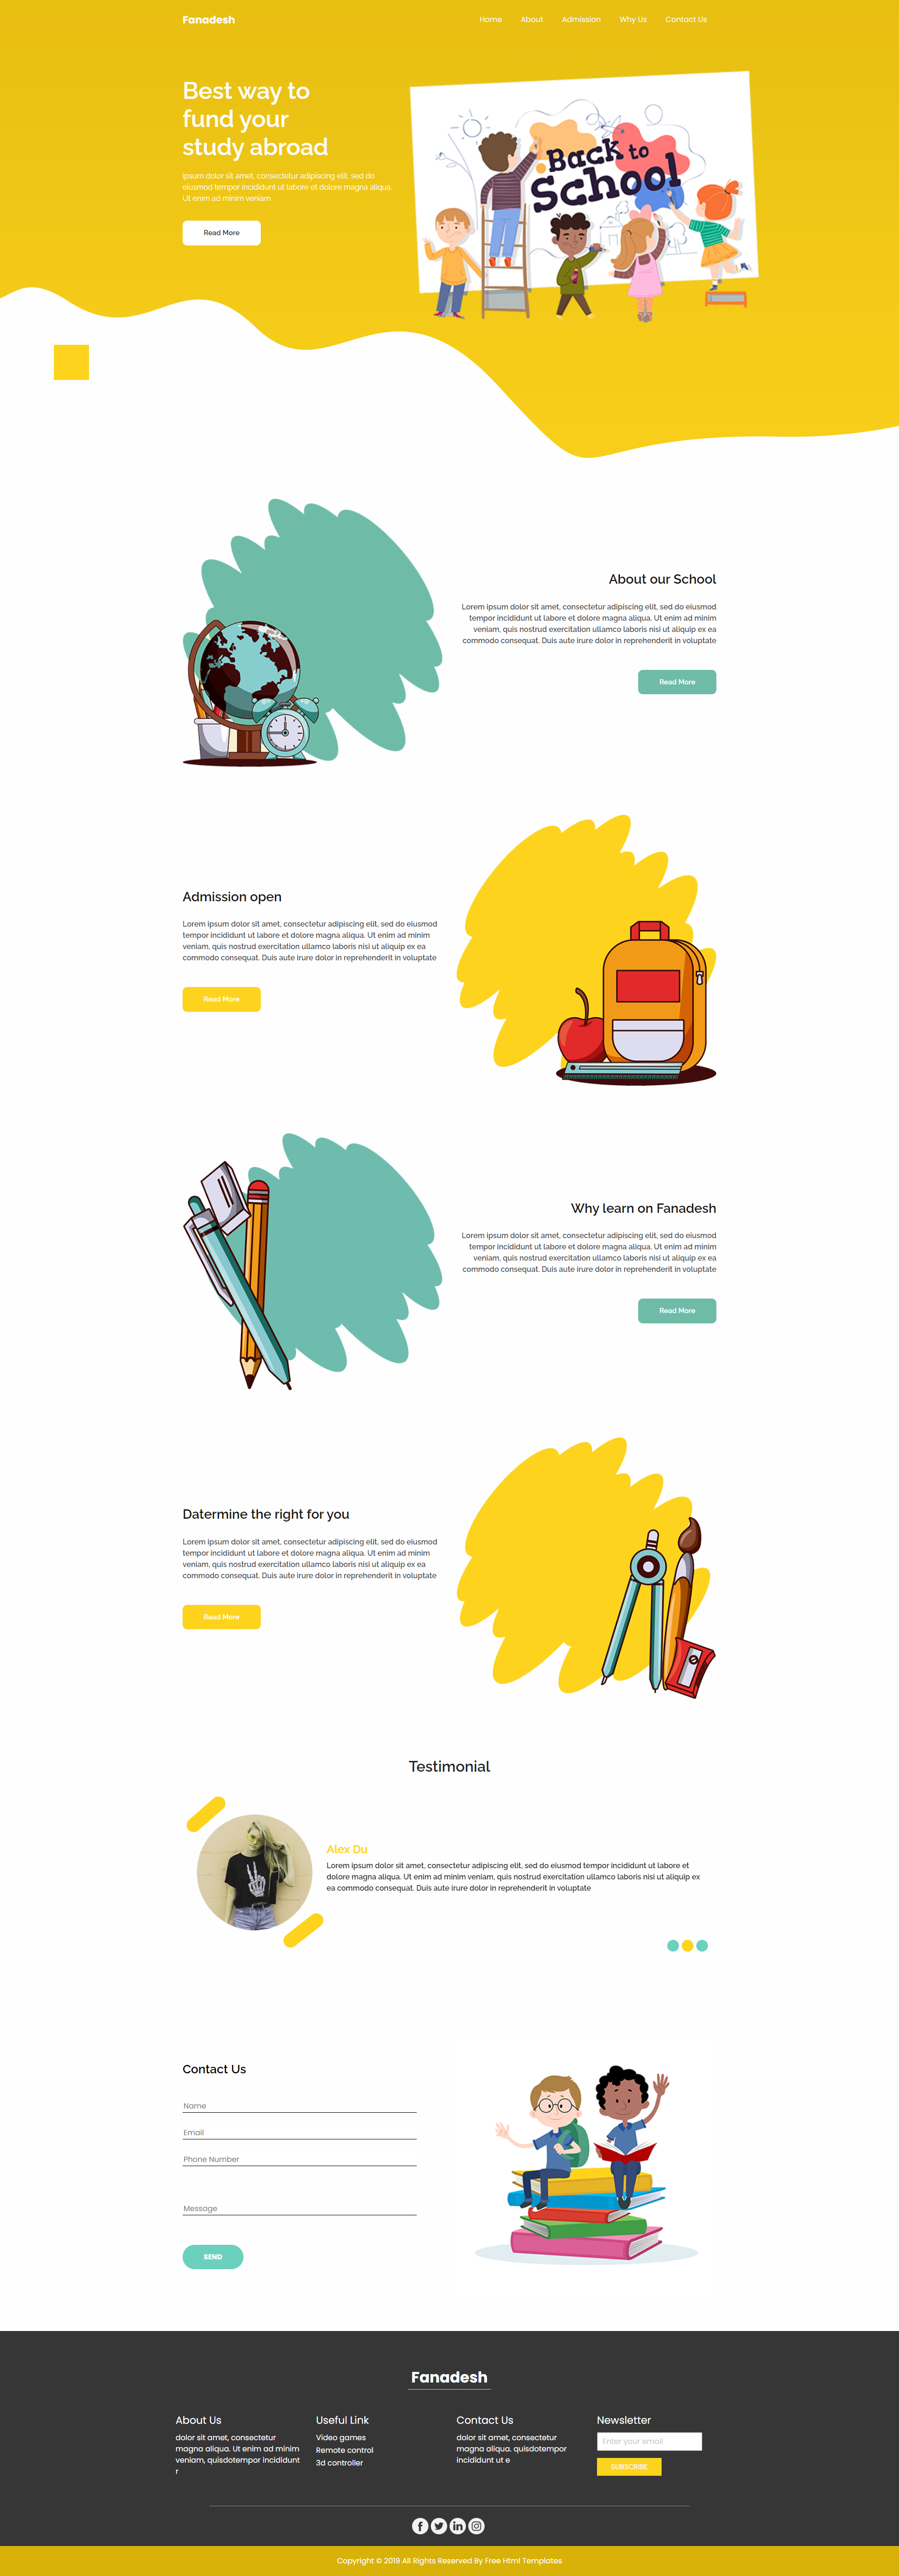 Fanadesh
Home About Admission Why Us Contact Us
Best way to
fund your
study abroad
ipsum dolor sit amet, consectetur adipiscing elit, sed do
eiusmod tempor incididunt ut labore et dolore magna aliqua.
Ut enim ad minim veniam
Read More
Back to
School
About our School
Lorem ipsum dolor sit amet, consectetur adipiscing elit, sed do eiusmod
tempor incididunt ut labore et dolore magna aliqua. Ut enim ad minim
veniam, quis nostrud exercitation ullamco laboris nisi ut aliquip ex ea
commodo consequat. Duis aute irure dolor in reprehenderit in voluptate
Read More
Admission open
Lorem ipsum dolor sit amet, consectetur adipiscing elit, sed do eiusmod
tempor incididunt ut labore et dolore magna aliqua. Ut enim ad minim
veniam, quis nostrud exercitation ullamco laboris nisi ut aliquip ex ea
commodo consequat. Duis aute irure dolor in reprehenderit in voluptate
Read More
Why learn on Fanadesh
Lorem ipsum dolor sit amet, consectetur adipiscing elit, sed do eiusmod
tempor incididunt ut labore et dolore magna aliqua. Ut enim ad minim
veniam, quis nostrud exercitation ullamco laboris nisi ut aliquip ex ea
commodo consequat. Duis aute irure dolor in reprehenderit in voluptate
Read More
Datermine the right for you
Lorem ipsum dolor sit amet, consectetur adipiscing elit, sed do eiusmod
tempor incididunt ut labore et dolore magna aliqua. Ut enim ad minim
veniam, quis nostrud exercitation ullamco laboris nisi ut aliquip ex ea
commodo consequat. Duis aute irure dolor in reprehenderit in voluptate
Read More
Testimonial
Alex Du
Lorem ipsum dolor sit amet, consectetur adipiscing elit, sed do eiusmod tempor incididunt ut labore et
dolore magna aliqua. Ut enim ad minim veniam, quis nostrud exercitation ullamco laboris nisi ut aliquip
ex ea commodo consequat. Duis aute irure dolor in reprehenderit in voluptate
Contact Us
Name
Email
Phone Number
Message
SEND
Fanadesh
About Us
dolor sit amet, consectetur
magna aliqua. Ut enim ad minim
veniam, quisdotempor incididunt
r
Useful Link
Video games
Remote control
3d controller
Contact Us
dolor sit amet, consectetur
magna aliqua. quisdotempor
incididunt ut e
Newsletter
Enter your email
SUBSCRIBE
Copyright © 2019 All Rights Reserved By Free Html Templates